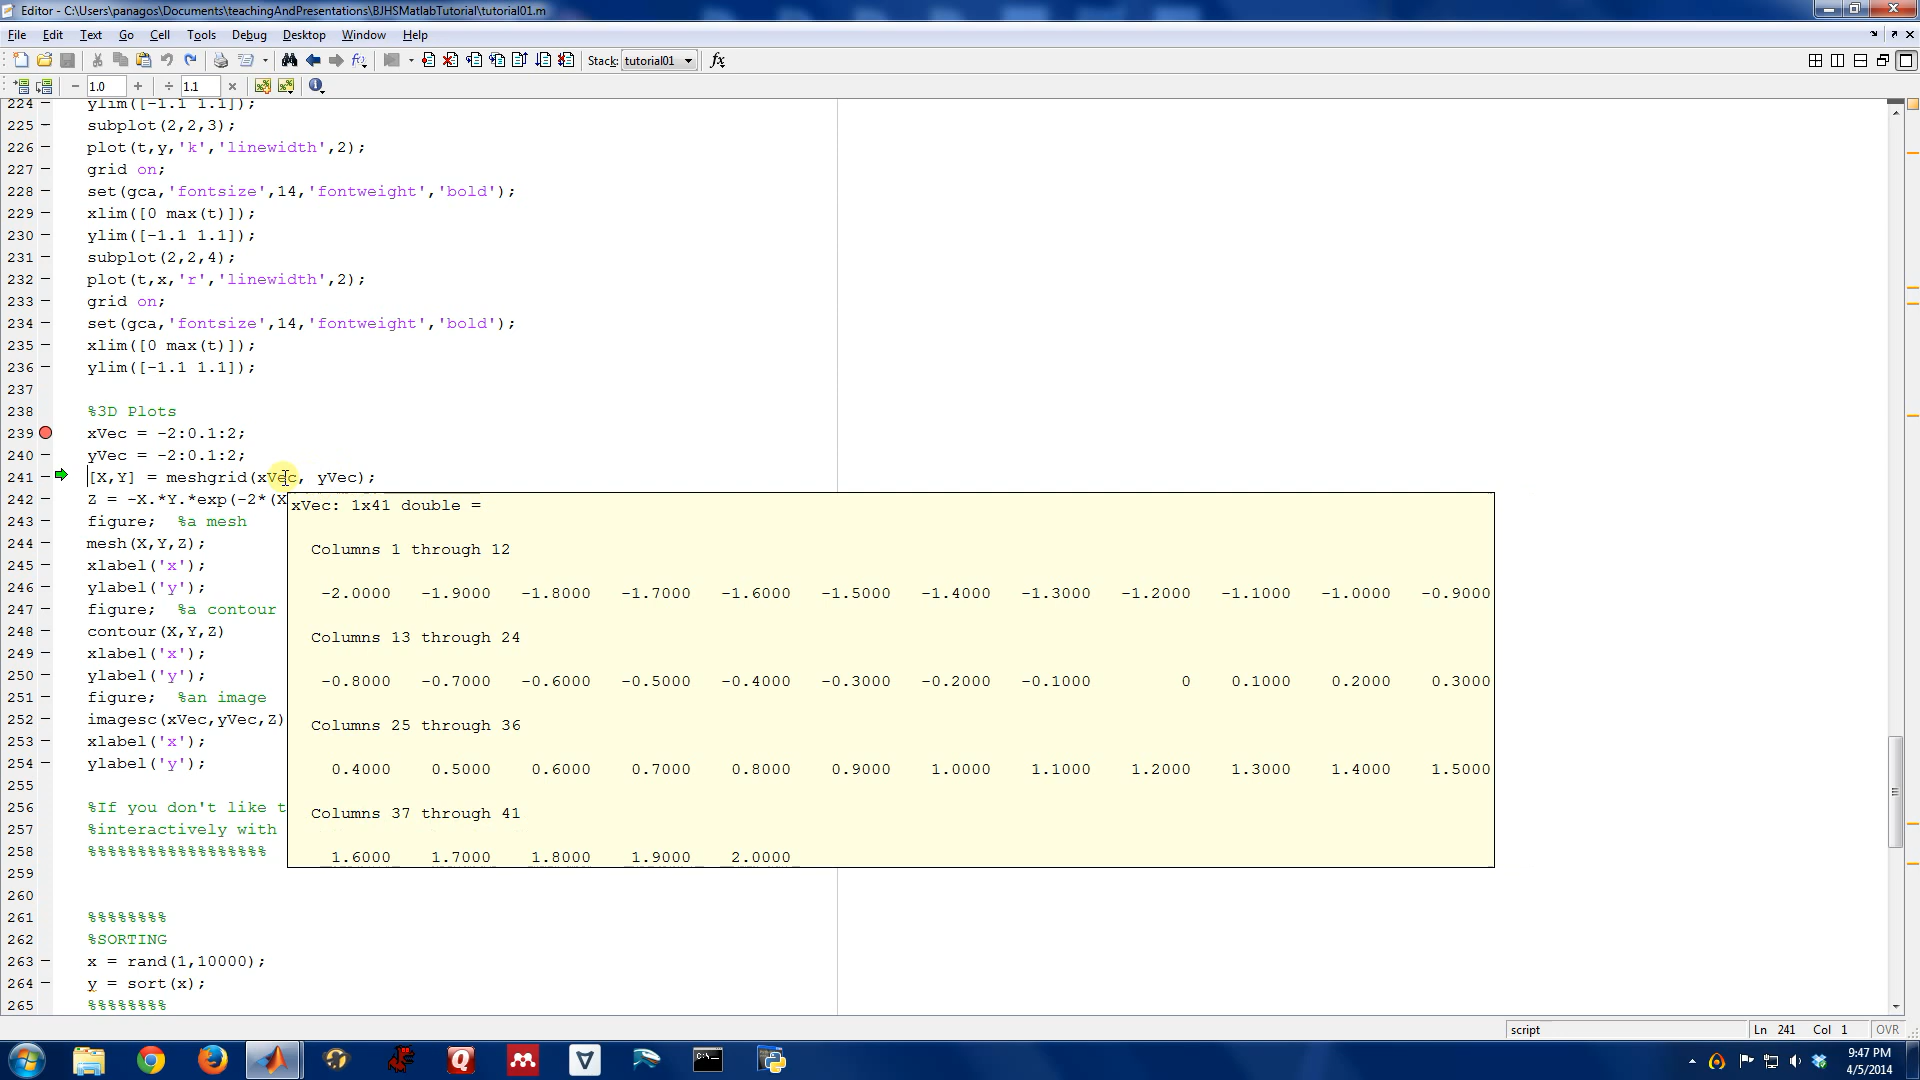 Editor - C:\Users\panagos\Documents\teachingAndPresentations\BJHSMatlabTutorial\tutorial01.m
File Edit Text Go Cell Tools Debug Desktop Window Help
Stack: tutorial01 fx
− 1.0 + ÷ 1.1 ×
224 ylim([-1.1 1.1]);
225 − subplot(2,2,3);
226 − plot(t,y,'k','linewidth',2);
227 − grid on;
228 − set(gca,'fontsize',14,'fontweight','bold');
229 − xlim([0 max(t)]);
230 − ylim([-1.1 1.1]);
231 − subplot(2,2,4);
232 − plot(t,x,'r','linewidth',2);
233 − grid on;
234 − set(gca,'fontsize',14,'fontweight','bold');
235 − xlim([0 max(t)]);
236 − ylim([-1.1 1.1]);
237
238 %3D Plots
239 xVec = -2:0.1:2;
240 − yVec = -2:0.1:2;
241 − [X,Y] = meshgrid(xVec, yVec);
242 − Z = -X.*Y.*exp(-2*(X
243 − figure; %a mesh
244 − mesh(X,Y,Z);
245 − xlabel('x');
246 − ylabel('y');
247 − figure; %a contour
248 − contour(X,Y,Z)
249 − xlabel('x');
250 − ylabel('y');
251 − figure; %an image
252 − imagesc(xVec,yVec,Z)
253 − xlabel('x');
254 − ylabel('y');
255
256 %If you don't like t
257 %interactively with
258 %%%%%%%%%%%%%%%%%%
259
260
261 %%%%%%%%
262 %SORTING
263 − x = rand(1,10000);
264 − y = sort(x);
265 %%%%%%%%
xVec: 1x41 double =
Columns 1 through 12
-2.0000 -1.9000 -1.8000 -1.7000 -1.6000 -1.5000 -1.4000 -1.3000 -1.2000 -1.1000 -1.0000 -0.9000
Columns 13 through 24
-0.8000 -0.7000 -0.6000 -0.5000 -0.4000 -0.3000 -0.2000 -0.1000 0 0.1000 0.2000 0.3000
Columns 25 through 36
0.4000 0.5000 0.6000 0.7000 0.8000 0.9000 1.0000 1.1000 1.2000 1.3000 1.4000 1.5000
Columns 37 through 41
1.6000 1.7000 1.8000 1.9000 2.0000
script Ln 241 Col 1 OVR
9:47 PM
4/5/2014